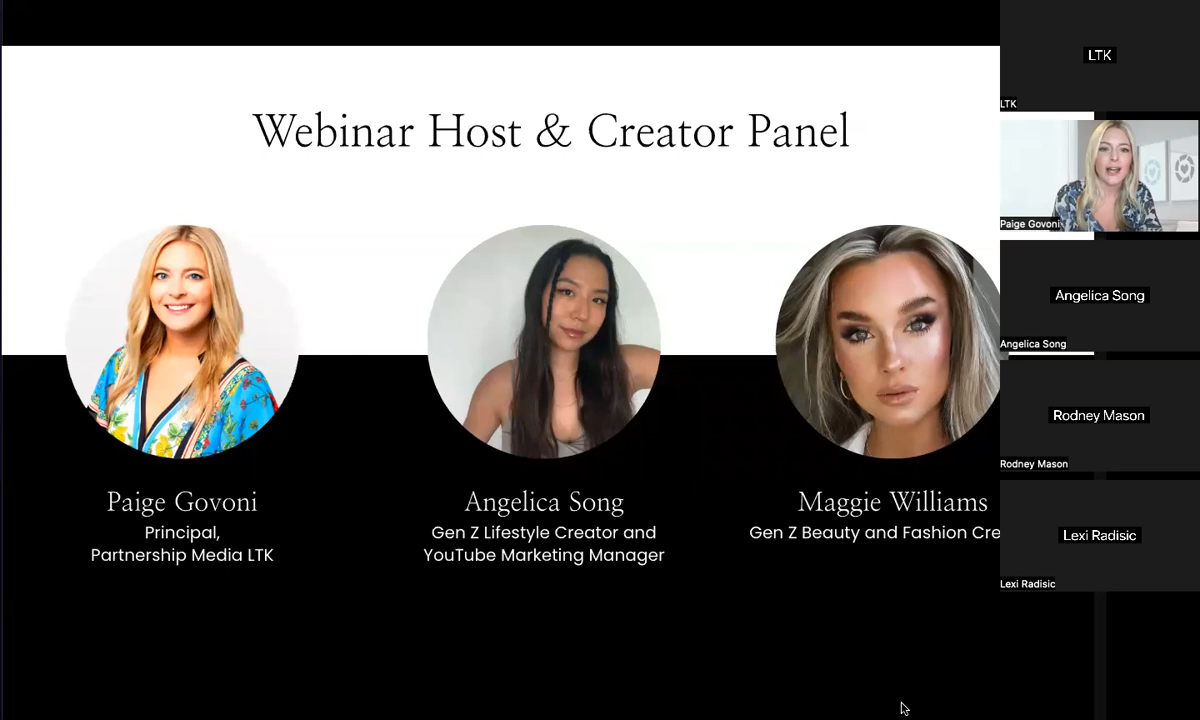 Webinar Host & Creator Panel
Paige Govoni
Principal,
Partnership Media LTK
Angelica Song
Gen Z Lifestyle Creator and
YouTube Marketing Manager
Maggie Williams
Gen Z Beauty and Fashion Cre
LTK
LTK
Paige Govoni
Angelica Song
Angelica Song
Rodney Mason
Rodney Mason
Lexi Radisic
Lexi Radisic